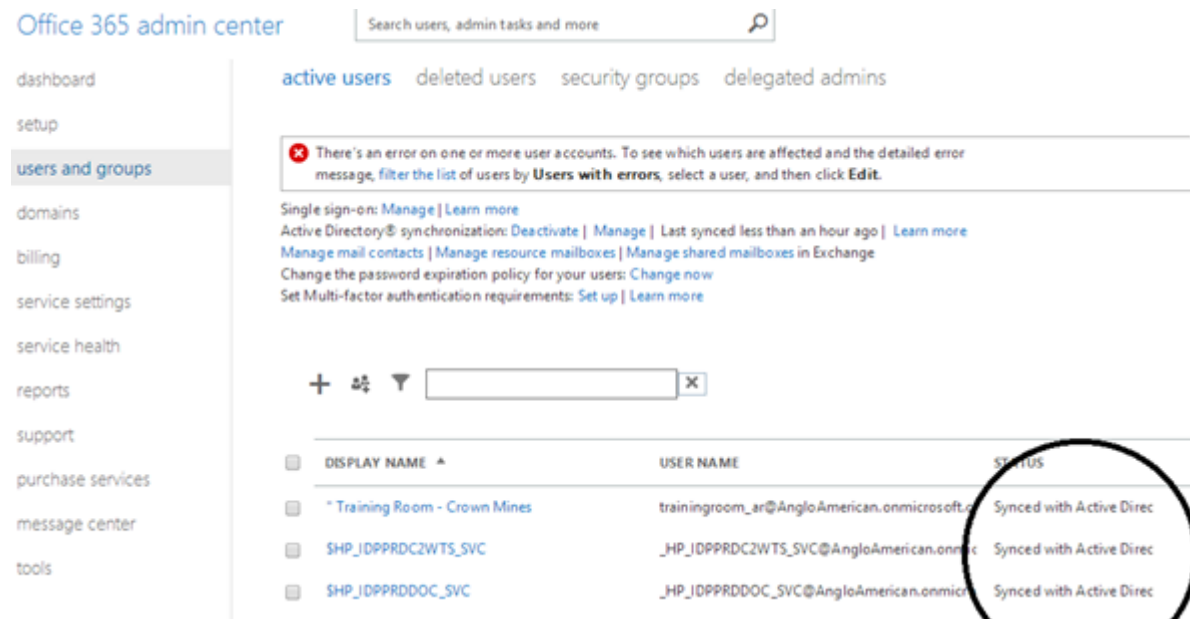 Office 365 admin center
Search users, admin tasks and more
dashboard
setup
users and groups
domains
billing
service settings
service health
reports
support
purchase services
message center
tools
active users deleted users security groups delegated admins
There's an error on one or more user accounts. To see which users are affected and the detailed error
message, filter the list of users by Users with errors, select a user, and then click Edit.
Single sign-on: Manage | Learn more
Active Directory® synchronization: Deactivate | Manage | Last synced less than an hour ago | Learn more
Manage mail contacts | Manage resource mailboxes | Manage shared mailboxes in Exchange
Change the password expiration policy for your users: Change now
Set Multi-factor authentication requirements: Set up | Learn more
DISPLAY NAME USER NAME STATUS
" Training Room - Crown Mines trainingroom_ar@AngloAmerican.onmicrosoft. Synced with Active Direc
$HP_IDPPRDC2WTS_SVC _HP_IDPPRDC2WTS_SVC@AngloAmerican.onmic Synced with Active Direc
$HP_IDPPRDDOC_SVC _HP_IDPPRDDOC_SVC@AngloAmerican.onmicr Synced with Active Direc